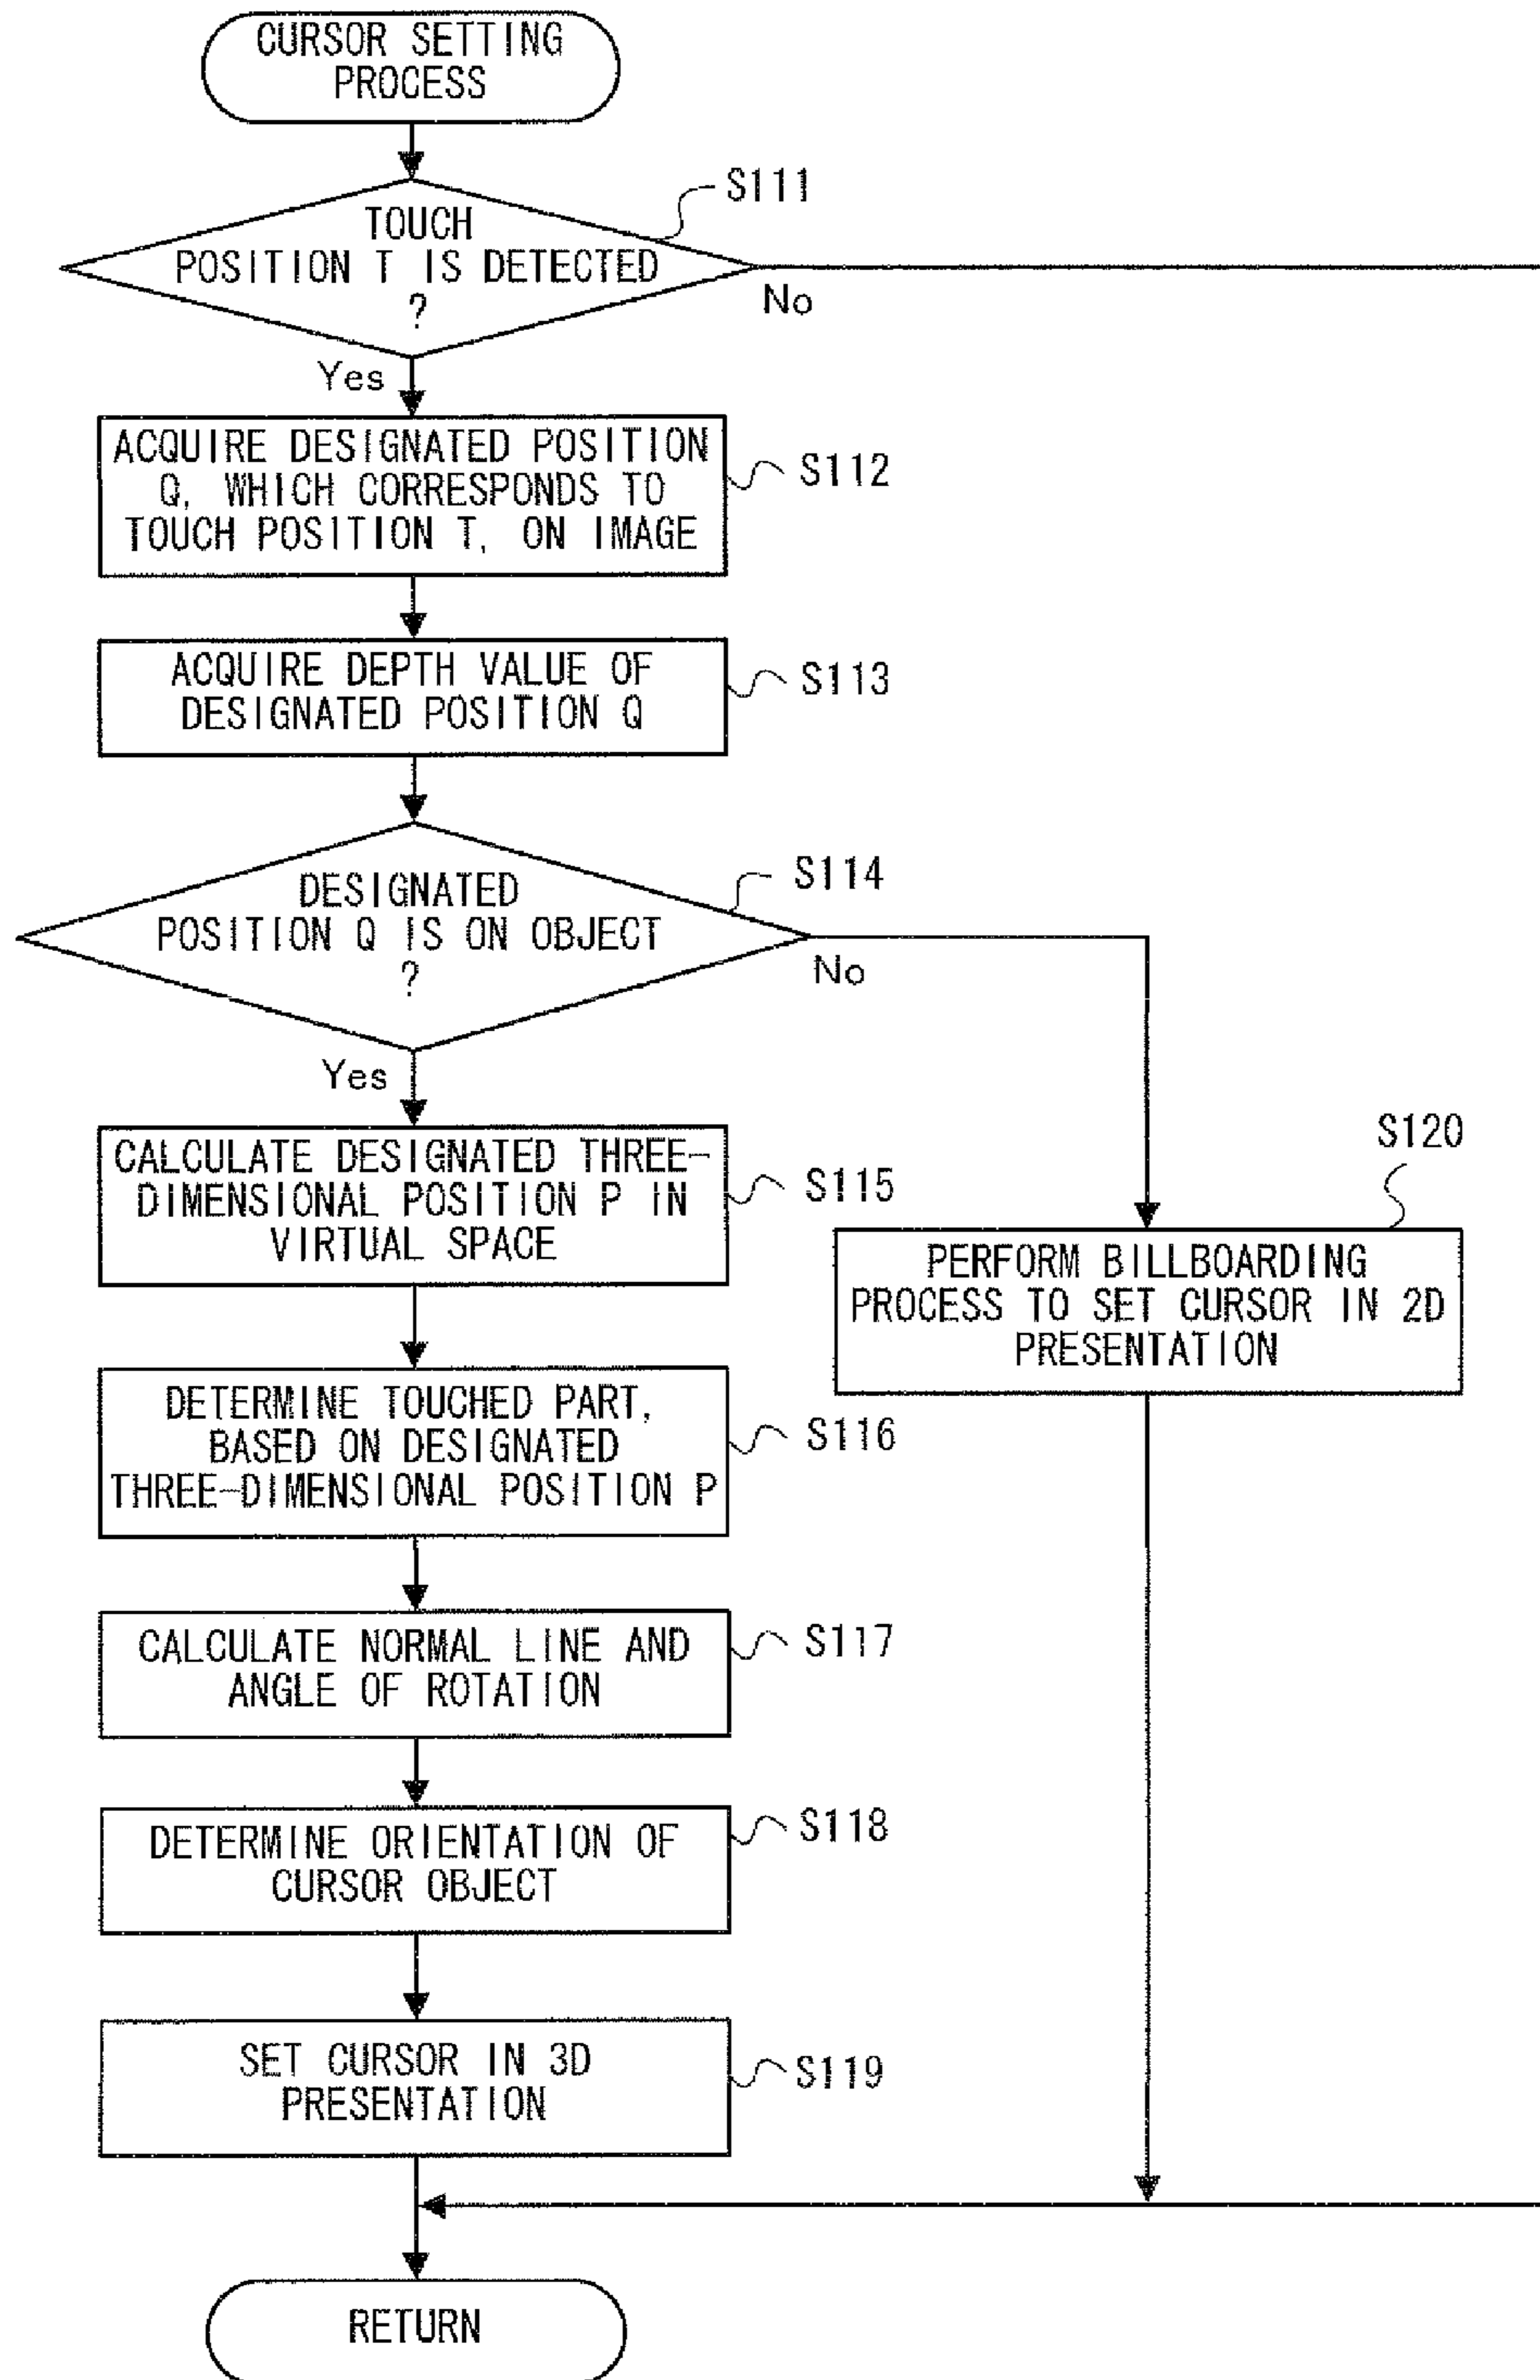 CURSOR SETTING
PROCESS
S111
TOUCH
POSITION T IS DETECTED
?
No
Yes
ACQUIRE DESIGNATED POSITION
Q, WHICH CORRESPONDS TO
TOUCH POSITION T, ON IMAGE
S112
ACQUIRE DEPTH VALUE OF
DESIGNATED POSITION Q
S113
S114
DESIGNATED
POSITION Q IS ON OBJECT
?
No
Yes
CALCULATE DESIGNATED THREE-
DIMENSIONAL POSITION P IN
VIRTUAL SPACE
S115
S120
PERFORM BILLBOARDING
PROCESS TO SET CURSOR IN 2D
PRESENTATION
DETERMINE TOUCHED PART,
BASED ON DESIGNATED
THREE-DIMENSIONAL POSITION P
S116
CALCULATE NORMAL LINE AND
ANGLE OF ROTATION
S117
DETERMINE ORIENTATION OF
CURSOR OBJECT
S118
SET CURSOR IN 3D
PRESENTATION
S119
RETURN